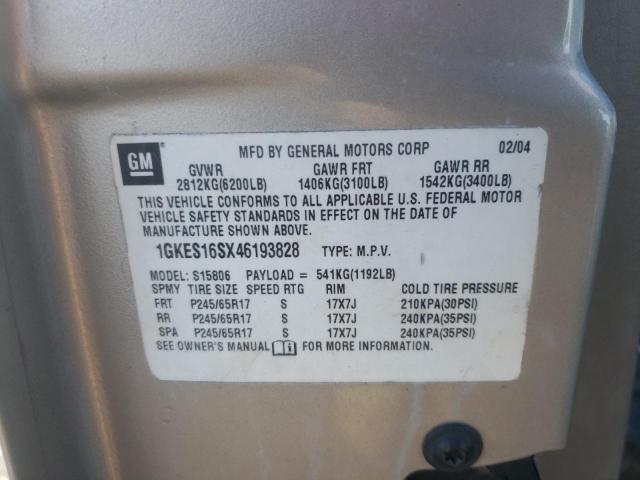 GM
MFD BY GENERAL MOTORS CORP 02/04
GVWR GAWR FRT GAWR RR
2812KG(6200LB) 1406KG(3100LB) 1542KG(3400LB)
THIS VEHICLE CONFORMS TO ALL APPLICABLE U.S. FEDERAL MOTOR
VEHICLE SAFETY STANDARDS IN EFFECT ON THE DATE OF
MANUFACTURE SHOWN ABOVE.
1GKES16SX46193828 TYPE: M.P.V.
MODEL: S15806 PAYLOAD = 541KG(1192LB)
SPMY TIRE SIZE SPEED RTG RIM COLD TIRE PRESSURE
FRT P245/65R17 S 17X7J 210KPA(30PSI)
RR P245/65R17 S 17X7J 240KPA(35PSI)
SPA P245/65R17 S 17X7J 240KPA(35PSI)
SEE OWNER'S MANUAL FOR MORE INFORMATION.